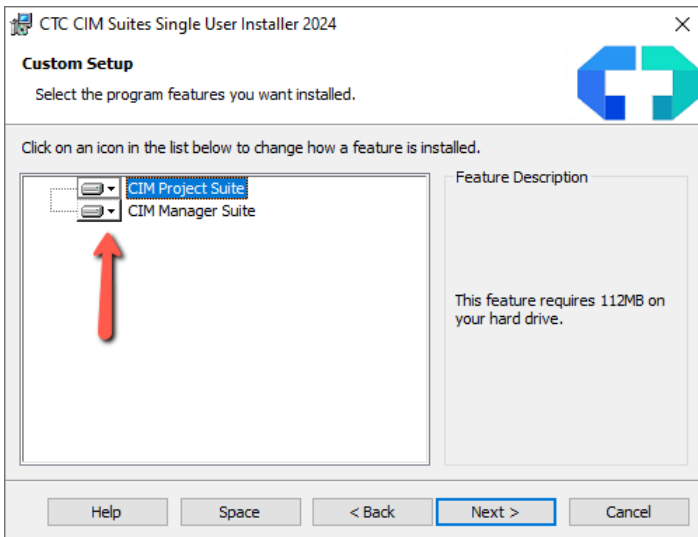 CTC CIM Suites Single User Installer 2024
Custom Setup
Select the program features you want installed.
Click on an icon in the list below to change how a feature is installed.
CIM Project Suite
CIM Manager Suite
Feature Description
This feature requires 112MB on
your hard drive.
Help
Space
< Back
Next >
Cancel